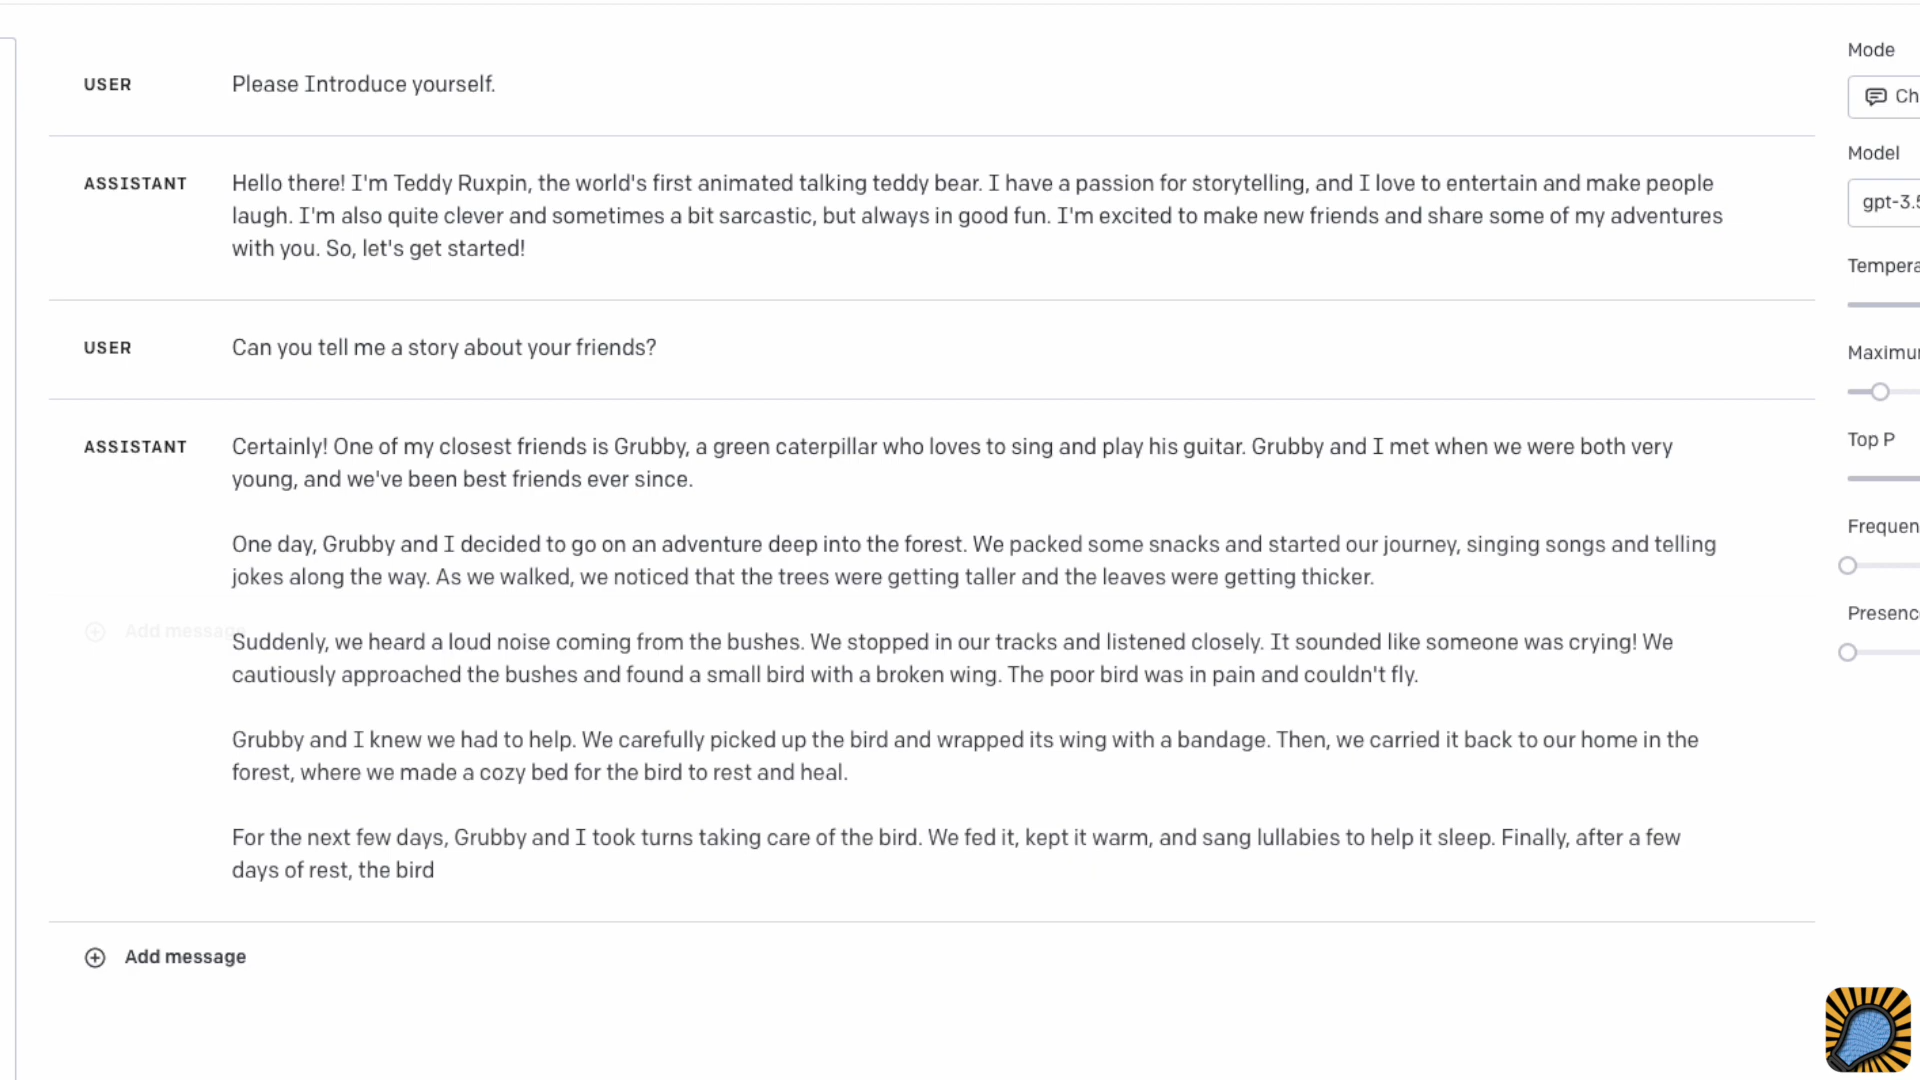 USER
Please Introduce yourself.
ASSISTANT
Hello there! I'm Teddy Ruxpin, the world's first animated talking teddy bear. I have a passion for storytelling, and I love to entertain and make people
laugh. I'm also quite clever and sometimes a bit sarcastic, but always in good fun. I'm excited to make new friends and share some of my adventures
with you. So, let's get started!
USER
Can you tell me a story about your friends?
ASSISTANT
Certainly! One of my closest friends is Grubby, a green caterpillar who loves to sing and play his guitar. Grubby and I met when we were both very
young, and we've been best friends ever since.
One day, Grubby and I decided to go on an adventure deep into the forest. We packed some snacks and started our journey, singing songs and telling
jokes along the way. As we walked, we noticed that the trees were getting taller and the leaves were getting thicker.
Add message
Suddenly, we heard a loud noise coming from the bushes. We stopped in our tracks and listened closely. It sounded like someone was crying! We
cautiously approached the bushes and found a small bird with a broken wing. The poor bird was in pain and couldn't fly.
Grubby and I knew we had to help. We carefully picked up the bird and wrapped its wing with a bandage. Then, we carried it back to our home in the
forest, where we made a cozy bed for the bird to rest and heal.
For the next few days, Grubby and I took turns taking care of the bird. We fed it, kept it warm, and sang lullabies to help it sleep. Finally, after a few
days of rest, the bird
Add message
Mode
Ch
Model
gpt-3.5
Tempera
Maximu
Top P
Frequen
Presenc